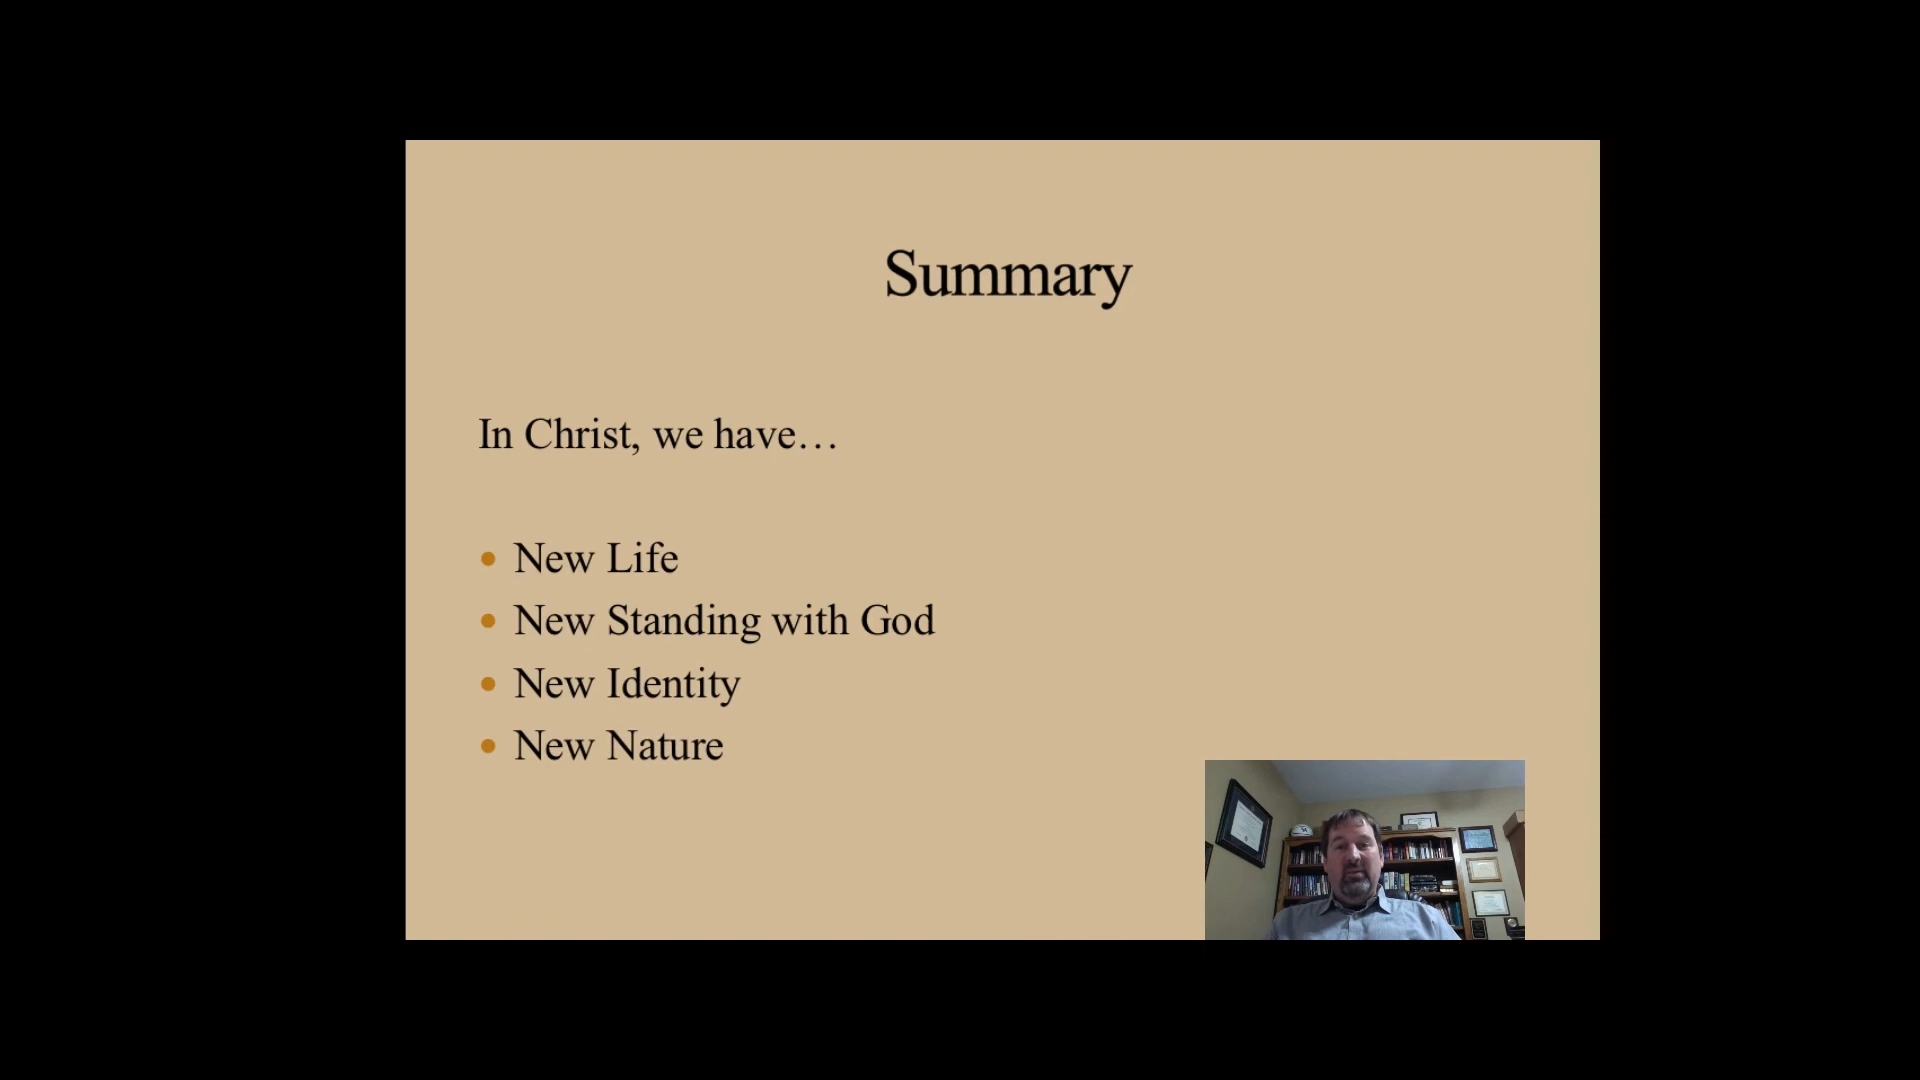 Summary
In Christ, we have…
• New Life
• New Standing with God
• New Identity
• New Nature